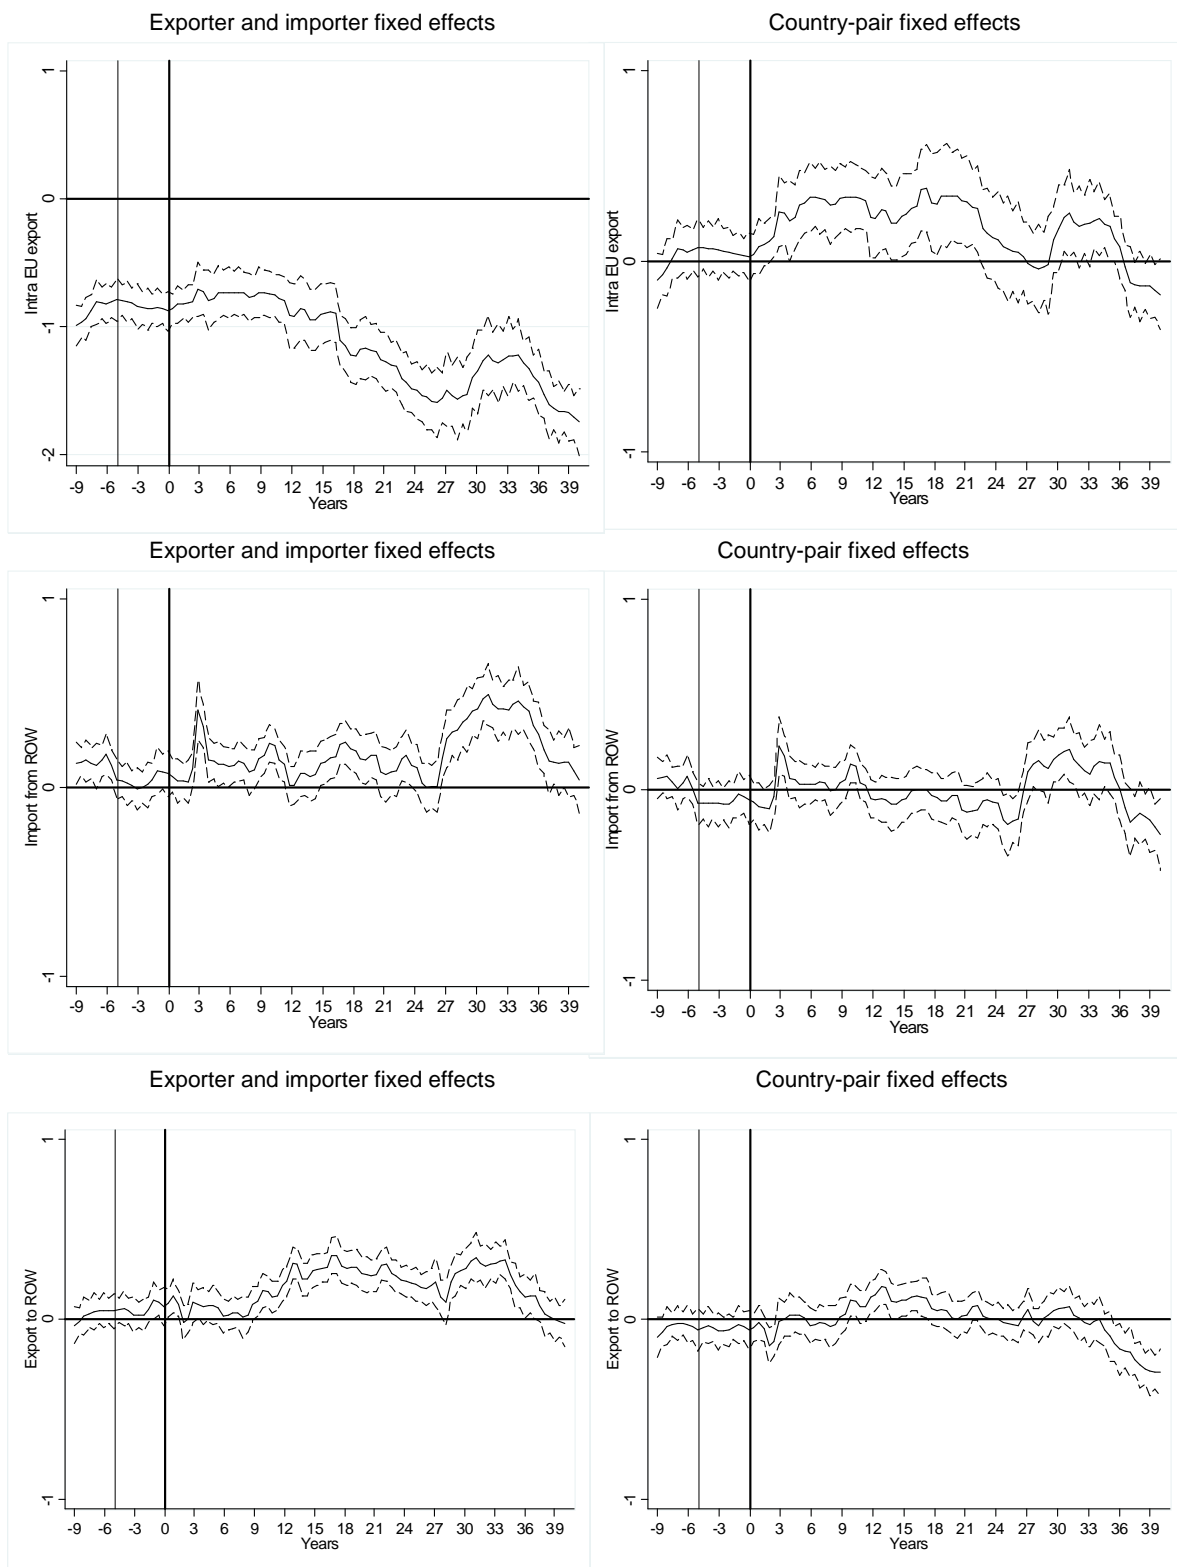 Exporter and importer fixed effects
Country-pair fixed effects
1
0
-1
-2
Intra EU export
-9 -6 -3 0 3 6 9 12 15 18 21 24 27 30 33 36 39
Years
1
0
-1
Intra EU export
-9 -6 -3 0 3 6 9 12 15 18 21 24 27 30 33 36 39
Years
Exporter and importer fixed effects
Country-pair fixed effects
1
0
-1
Import from ROW
-9 -6 -3 0 3 6 9 12 15 18 21 24 27 30 33 36 39
Years
1
0
-1
Import from ROW
-9 -6 -3 0 3 6 9 12 15 18 21 24 27 30 33 36 39
Years
Exporter and importer fixed effects
Country-pair fixed effects
1
0
-1
Export to ROW
-9 -6 -3 0 3 6 9 12 15 18 21 24 27 30 33 36 39
Years
1
0
-1
Export to ROW
-9 -6 -3 0 3 6 9 12 15 18 21 24 27 30 33 36 39
Years